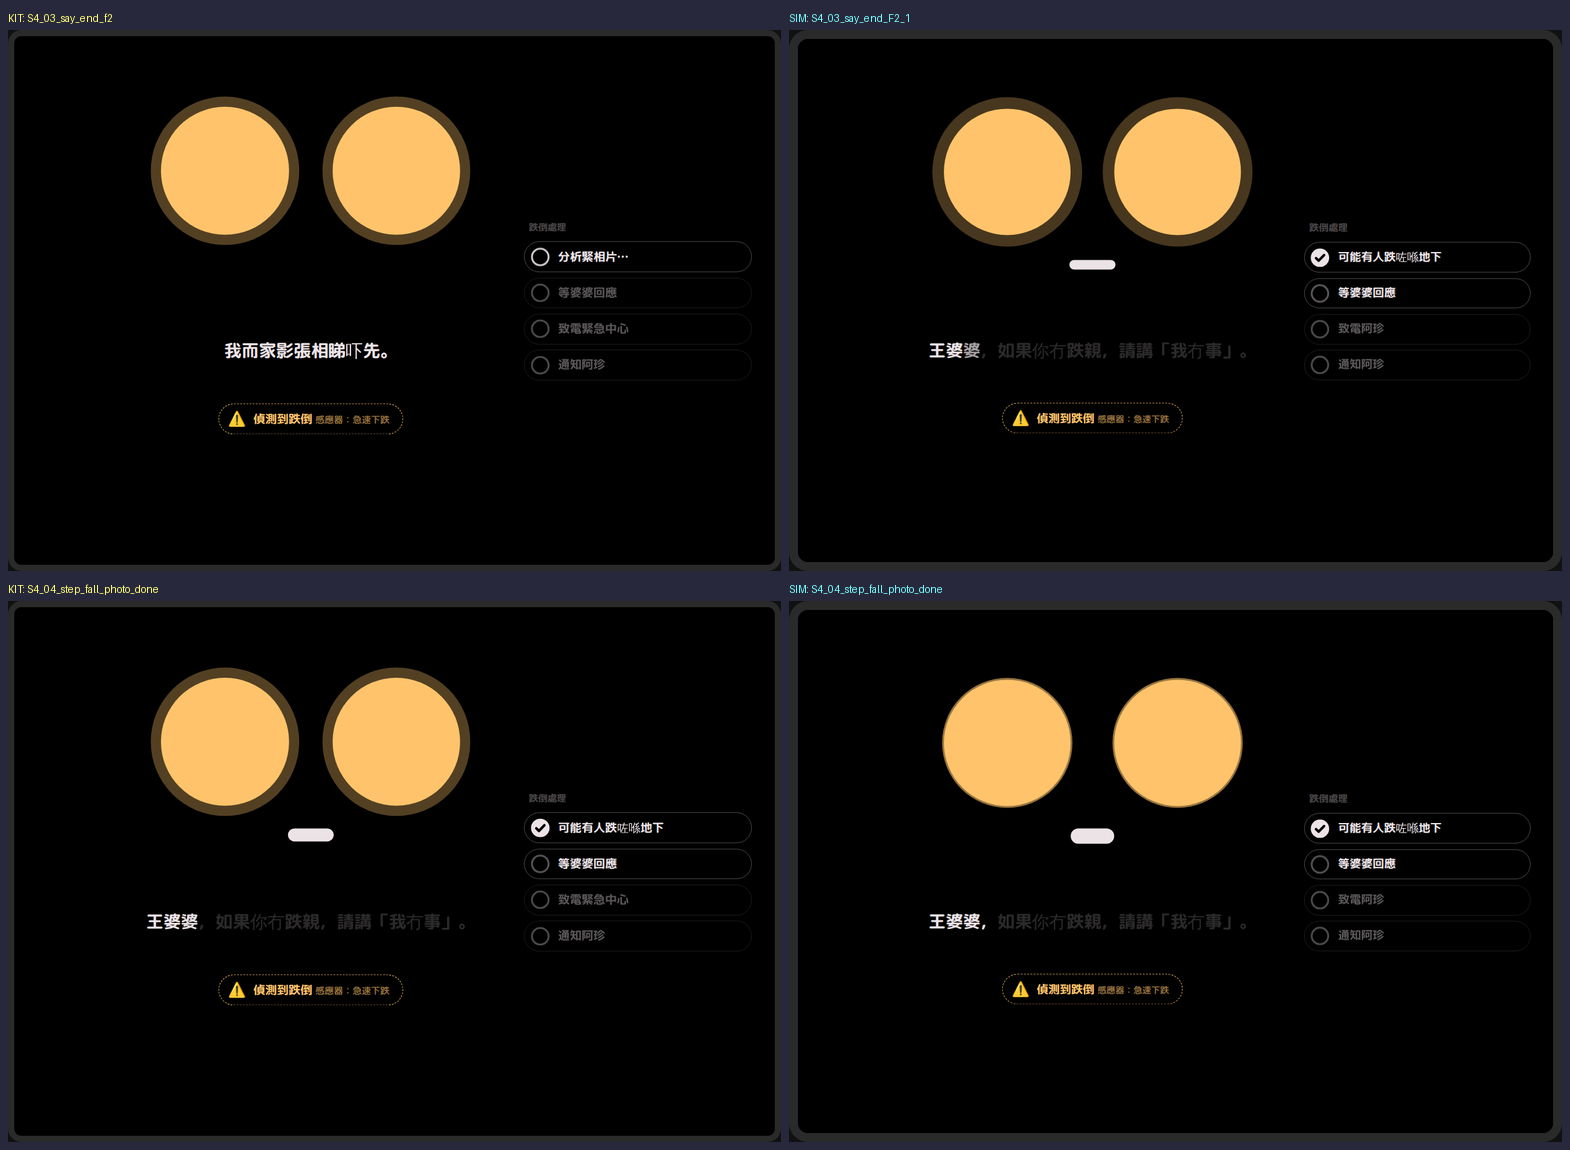 KIT: S4_03_say_end_f2
跌倒處理
分析緊相片…
等婆婆回應
致電緊急中心
通知阿珍
我而家影張相睇吓先。
偵測到跌倒 感應器：急速下跌
SIM: S4_03_say_end_F2_1
跌倒處理
可能有人跌咗喺地下
等婆婆回應
致電阿珍
通知阿珍
王婆婆，如果你冇跌親，請講「我冇事」。
偵測到跌倒 感應器：急速下跌
KIT: S4_04_step_fall_photo_done
跌倒處理
可能有人跌咗喺地下
等婆婆回應
致電緊急中心
通知阿珍
王婆婆，如果你冇跌親，請講「我冇事」。
偵測到跌倒 感應器：急速下跌
SIM: S4_04_step_fall_photo_done
跌倒處理
可能有人跌咗喺地下
等婆婆回應
致電阿珍
通知阿珍
王婆婆，如果你冇跌親，請講「我冇事」。
偵測到跌倒 感應器：急速下跌